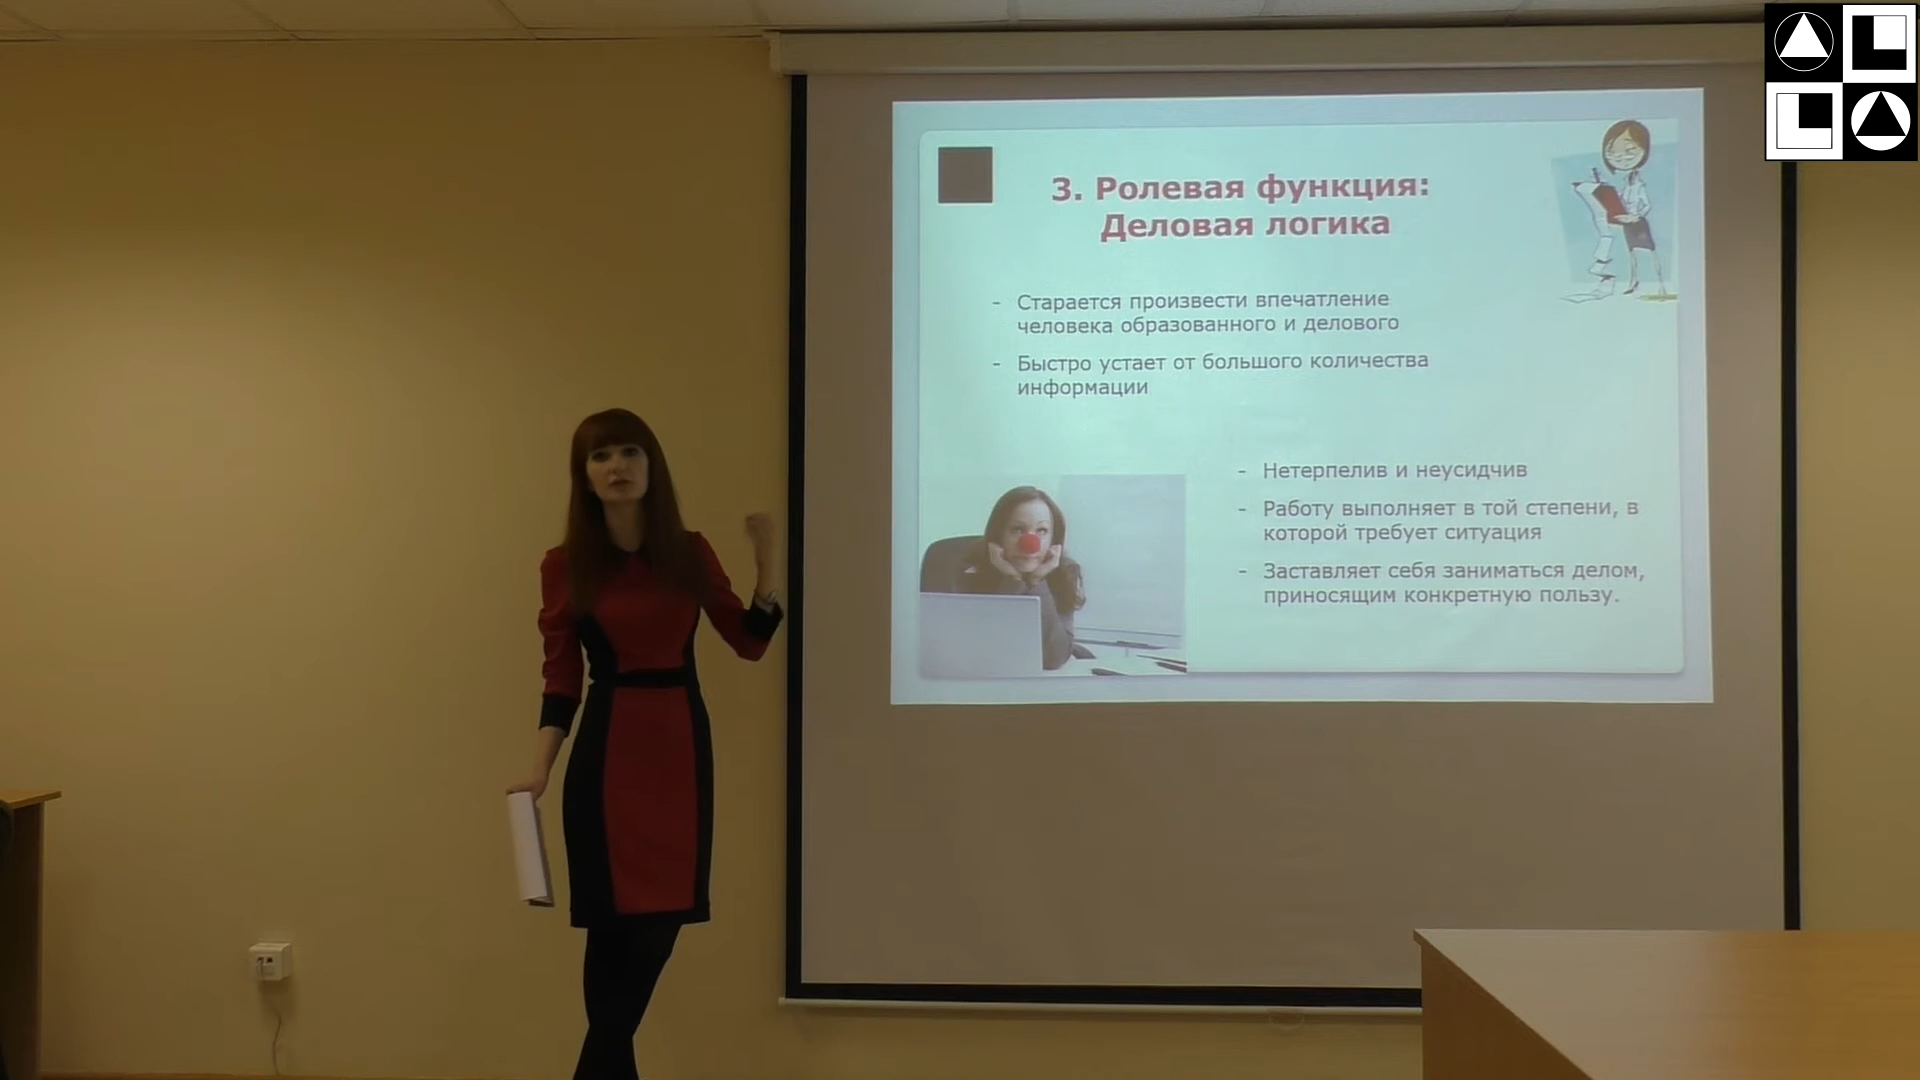 3. Ролевая функция:
Деловая логика
- Старается произвести впечатление
человека образованного и делового
- Быстро устает от большого количества
информации
- Нетерпелив и неусидчив
- Работу выполняет в той степени, в
которой требует ситуация
- Заставляет себя заниматься делом,
приносящим конкретную пользу.